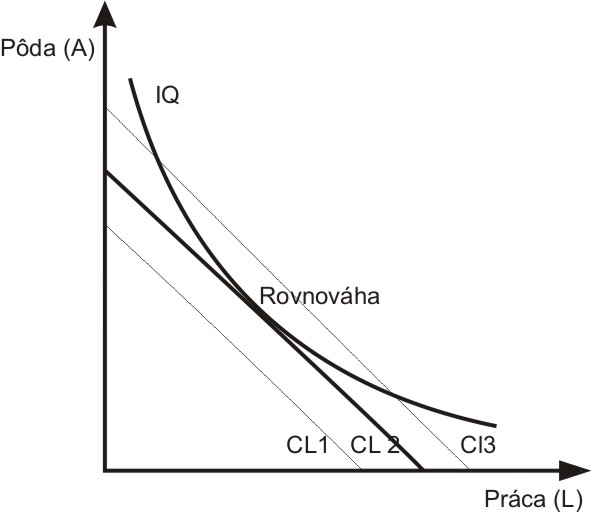 Pôda (A)
IQ
Rovnováha
CL1
CL 2
Cl3
Práca (L)